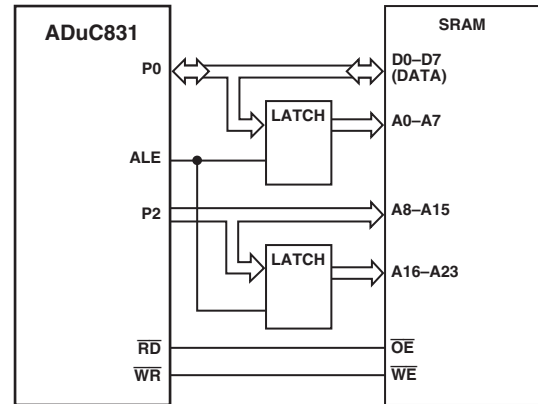 ADuC831
SRAM
P0
D0–D7
(DATA)
LATCH
A0–A7
ALE
P2
A8–A15
LATCH
A16–A23
RD
OE
WR
WE